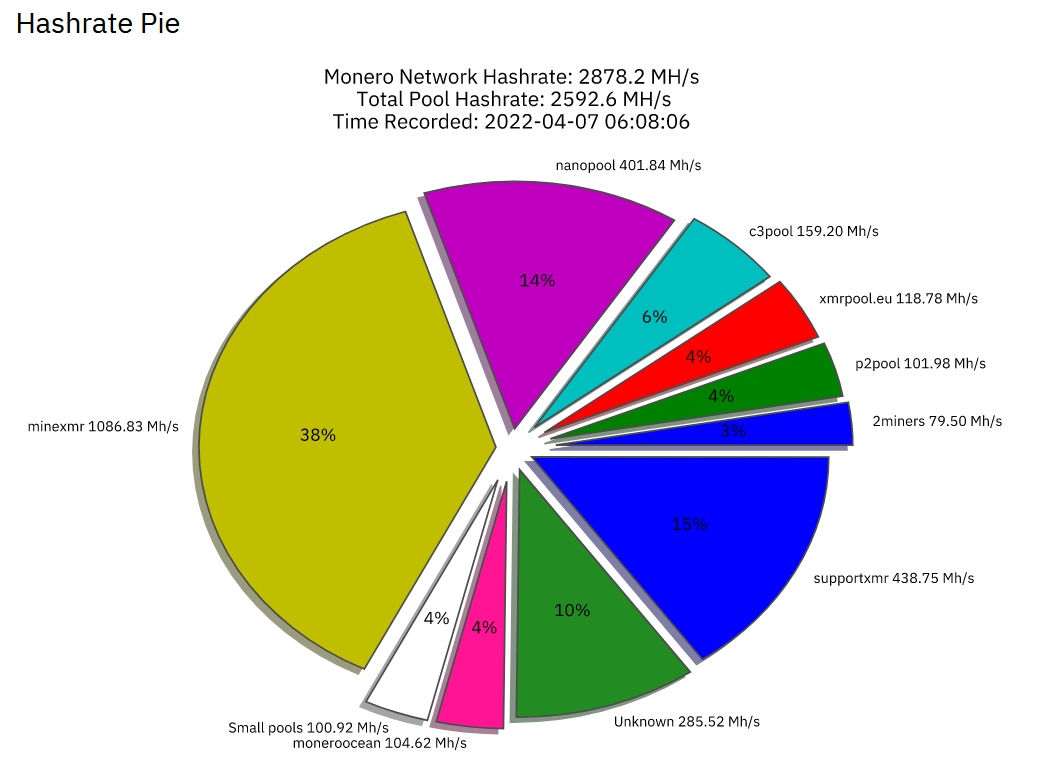 Hashrate Pie
Monero Network Hashrate: 2878.2 MH/s
Total Pool Hashrate: 2592.6 MH/s
Time Recorded: 2022-04-07 06:08:06
nanopool 401.84 Mh/s
c3pool 159.20 Mh/s
14%
xmrpool.eu 118.78 Mh/s
6%
4%
p2pool 101.98 Mh/s
4%
2miners 79.50 Mh/s
minexmr 1086.83 Mh/s
3%
38%
15%
supportxmr 438.75 Mh/s
10%
4%
4%
Unknown 285.52 Mh/s
Small pools 100.92 Mh/s
moneroocean 104.62 Mh/s